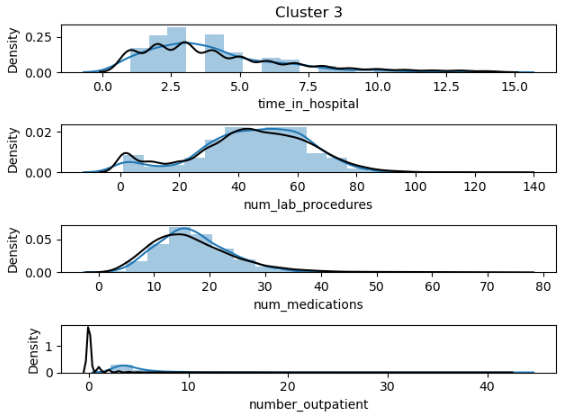 Cluster 3
Density
0.25
0.00
0.0 2.5 5.0 7.5 10.0 12.5 15.0
time_in_hospital
Density
0.02
0.00
0 20 40 60 80 100 120 140
num_lab_procedures
Density
0.05
0.00
0 10 20 30 40 50 60 70 80
num_medications
Density
1
0
0 10 20 30 40
number_outpatient